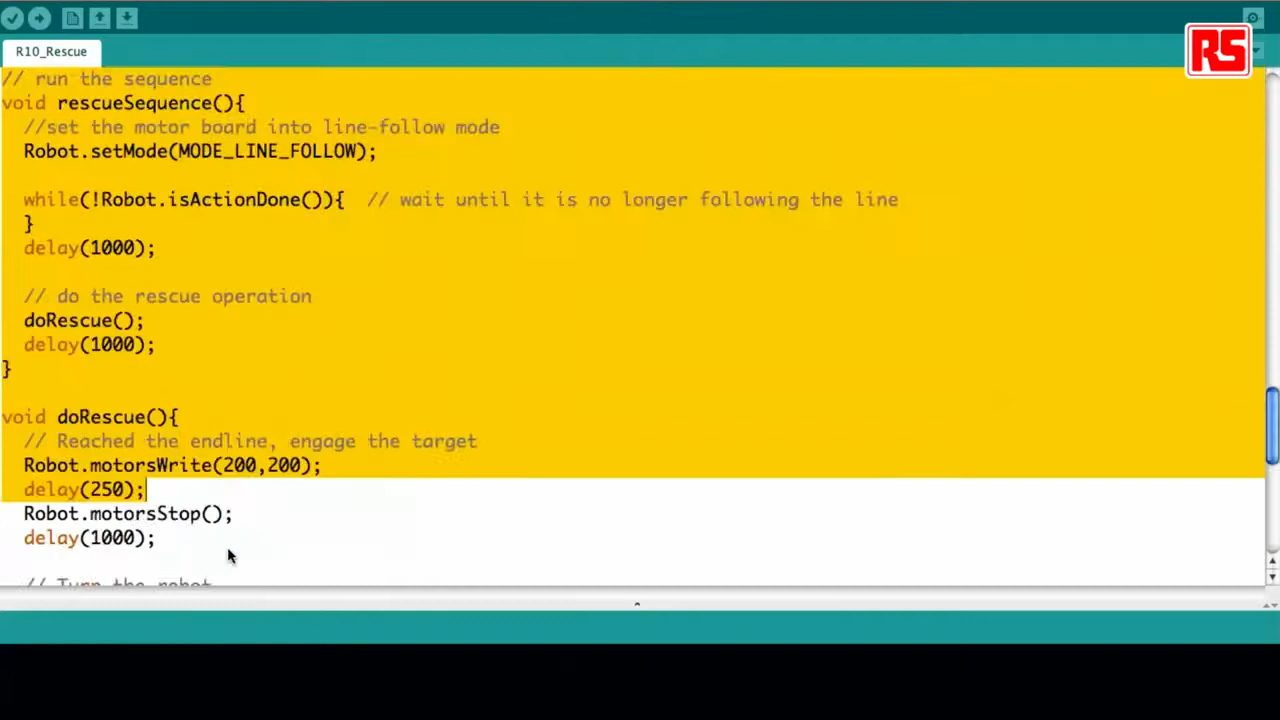 RS
R10_Rescue
// run the sequence
void rescueSequence(){
//set the motor board into line-follow mode
Robot.setMode(MODE_LINE_FOLLOW);
while(!Robot.isActionDone()){  // wait until it is no longer following the line
}
delay(1000);
// do the rescue operation
doRescue();
delay(1000);
}
void doRescue(){
// Reached the endline, engage the target
Robot.motorsWrite(200,200);
delay(250);
Robot.motorsStop();
delay(1000);
// Turn the robot